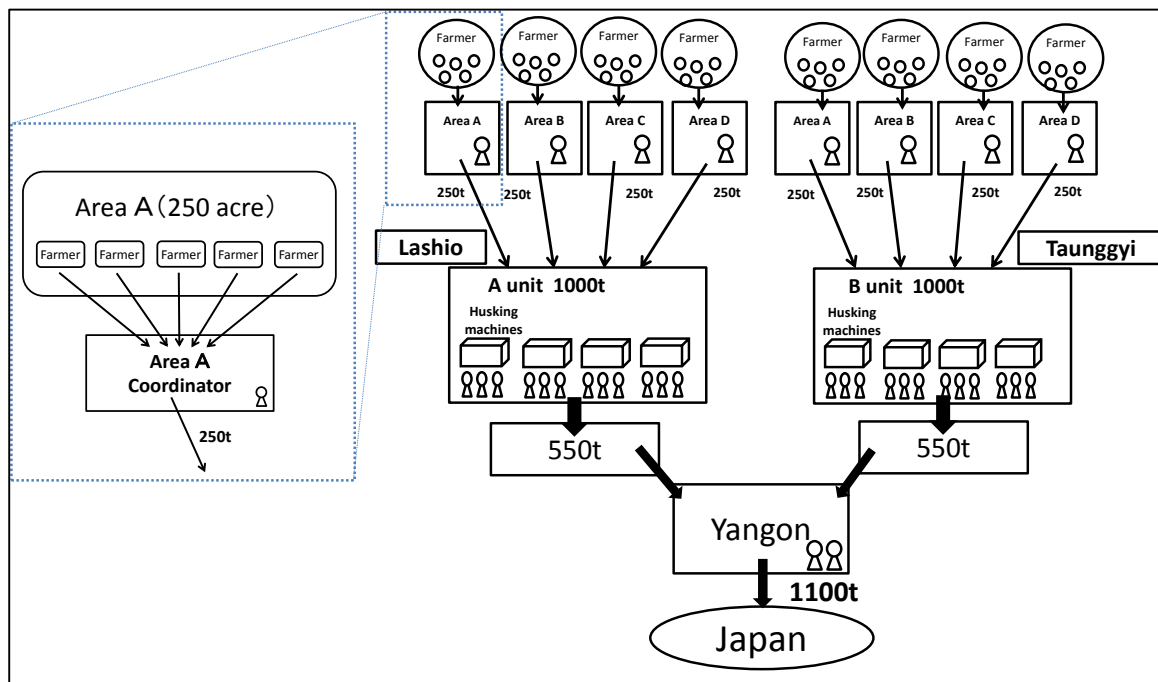 Farmer
Farmer
Farmer
Farmer
Farmer
Farmer
Farmer
Farmer
Area A
Area B
Area C
Area D
Area A
Area B
Area C
Area D
250t
250t
250t
250t
250t
250t
250t
250t
Area A（250 acre）
Farmer
Farmer
Farmer
Farmer
Farmer
Area A
Coordinator
250t
Lashio
Taunggyi
A unit 1000t
Husking
machines
B unit 1000t
Husking
machines
550t
550t
Yangon
1100t
Japan